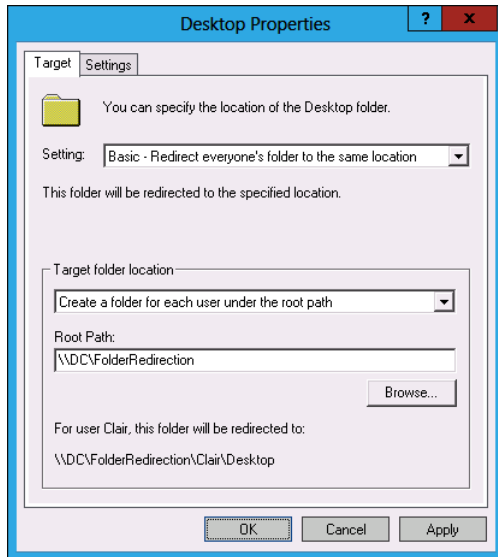 Desktop Properties
?
x
Target
Settings
You can specify the location of the Desktop folder.
Setting:
Basic - Redirect everyone's folder to the same location
This folder will be redirected to the specified location.
Target folder location
Create a folder for each user under the root path
Root Path:
\\DC\FolderRedirection
Browse...
For user Clair, this folder will be redirected to:
\\DC\FolderRedirection\Clair\Desktop
OK
Cancel
Apply